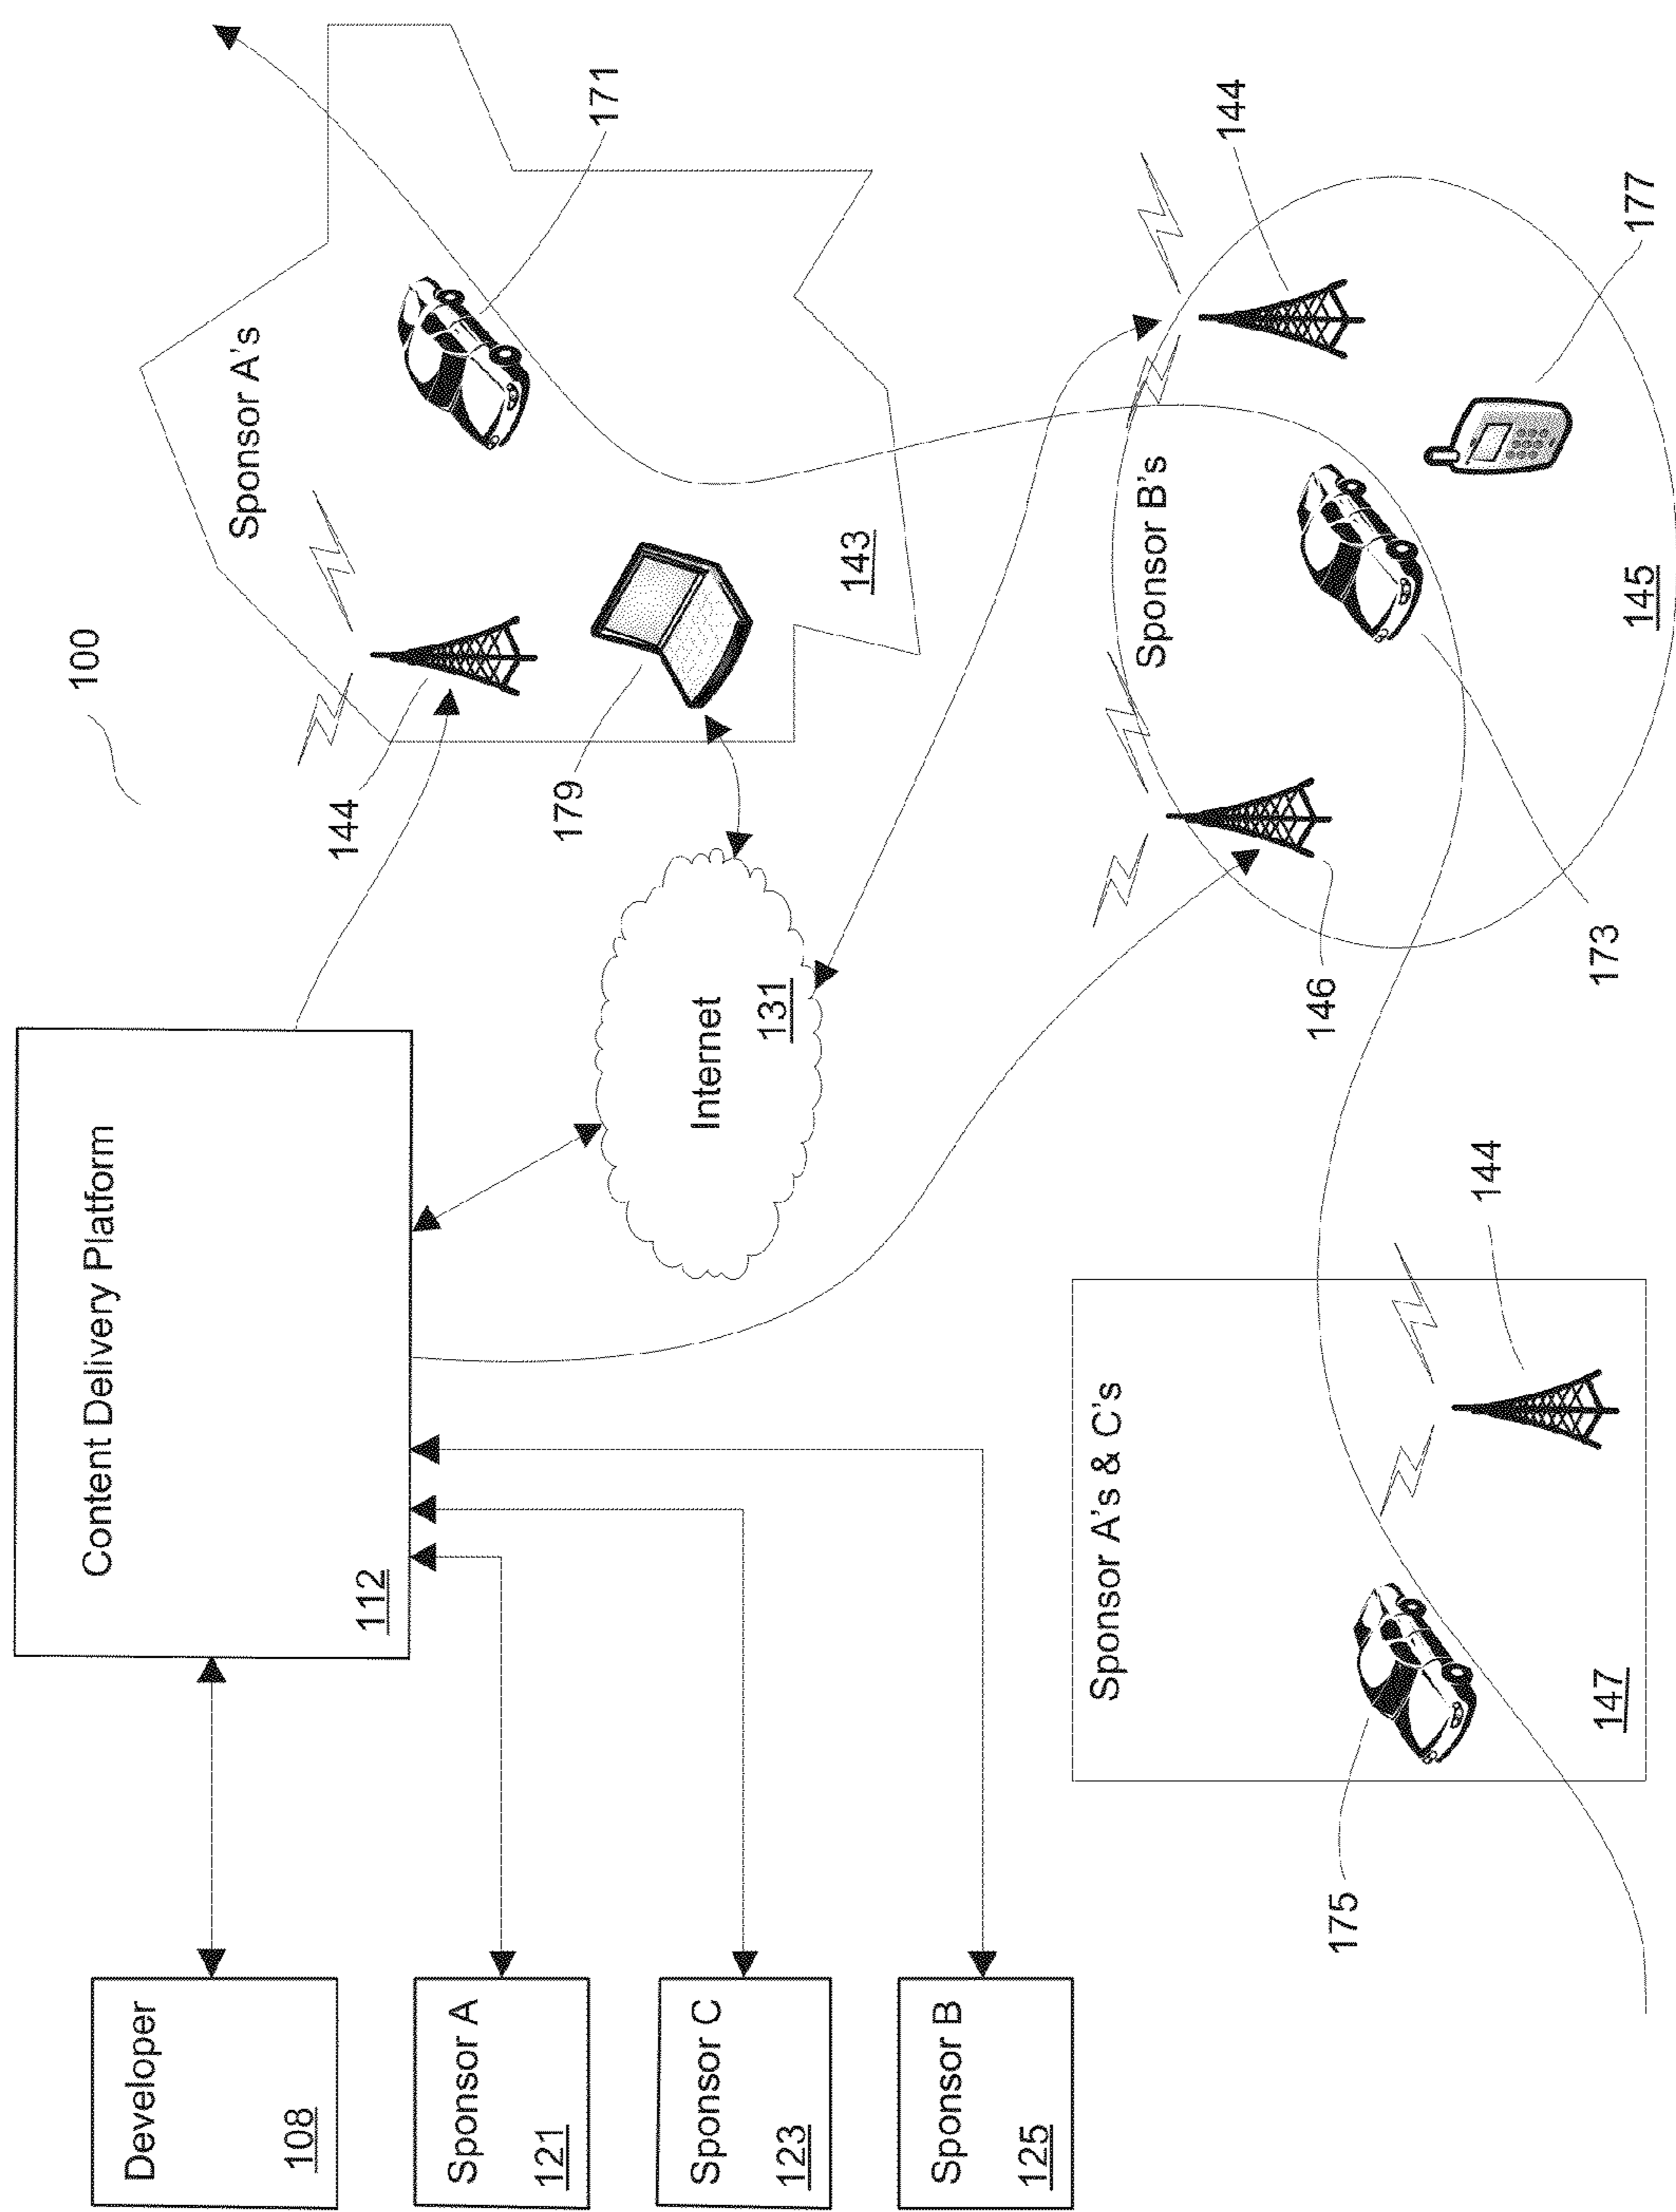 100
Developer
108
Sponsor A
121
Sponsor C
123
Sponsor B
125
Content Delivery Platform
112
Internet
131
Sponsor A's
143
144
179
171
Sponsor B's
145
146
144
173
177
Sponsor A's & C's
147
144
175